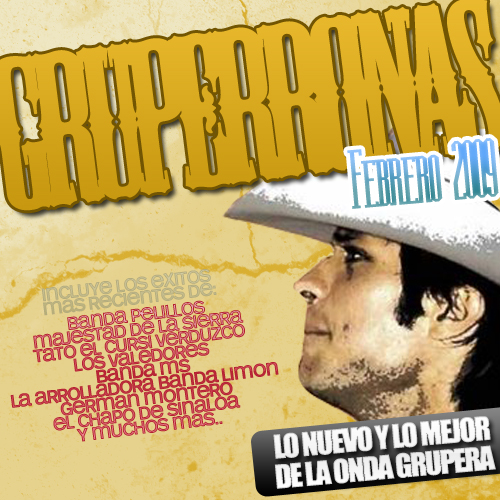 GRUPERRONAS
FEBRERO 2009
INCLUYE LOS EXITOS
MAS RECIENTES DE:
BANDA PELILLOS
MAJESTAD DE LA SIERRA
TATO EL CURSI VERDUZCO
LOS VALEDORES
BANDA MS
LA ARROLLADORA BANDA LIMON
GERMAN MONTERO
EL CHAPO DE SINALOA
Y MUCHOS MAS..
LO NUEVO Y LO MEJOR
DE LA ONDA GRUPERA